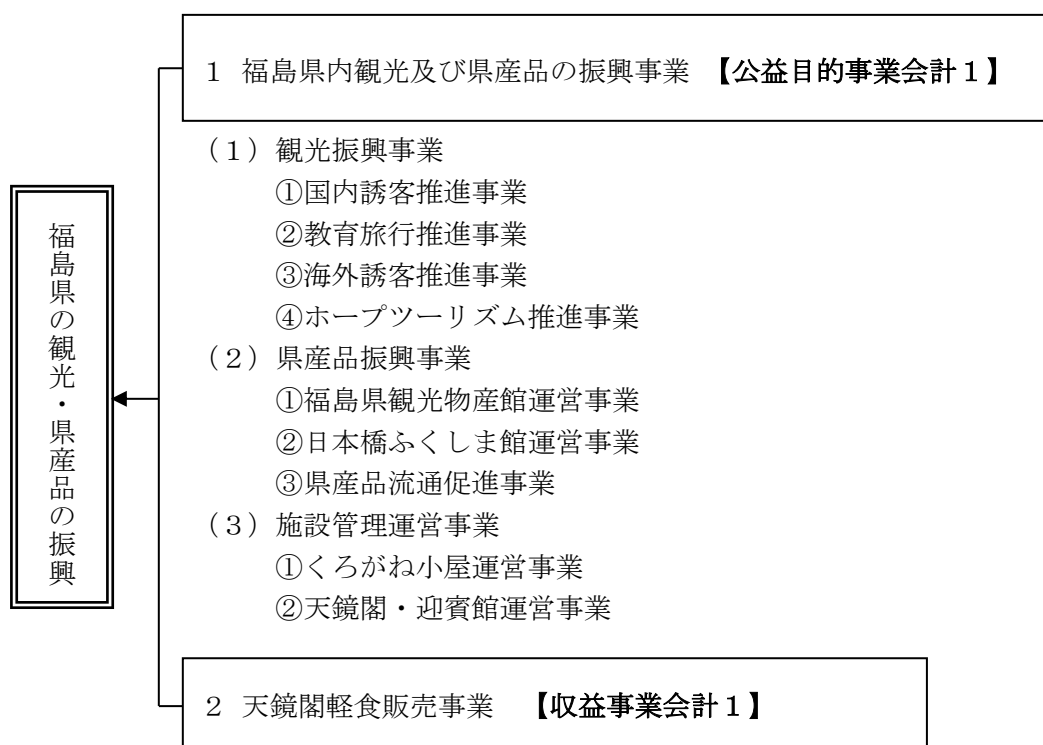 福島県の観光・県産品の振興
１ 福島県内観光及び県産品の振興事業 【公益目的事業会計１】
（１）観光振興事業
①国内誘客推進事業
②教育旅行推進事業
③海外誘客推進事業
④ホープツーリズム推進事業
（２）県産品振興事業
①福島県観光物産館運営事業
②日本橋ふくしま館運営事業
③県産品流通促進事業
（３）施設管理運営事業
①くろがね小屋運営事業
②天鏡閣・迎賓館運営事業
２ 天鏡閣軽食販売事業 【収益事業会計１】